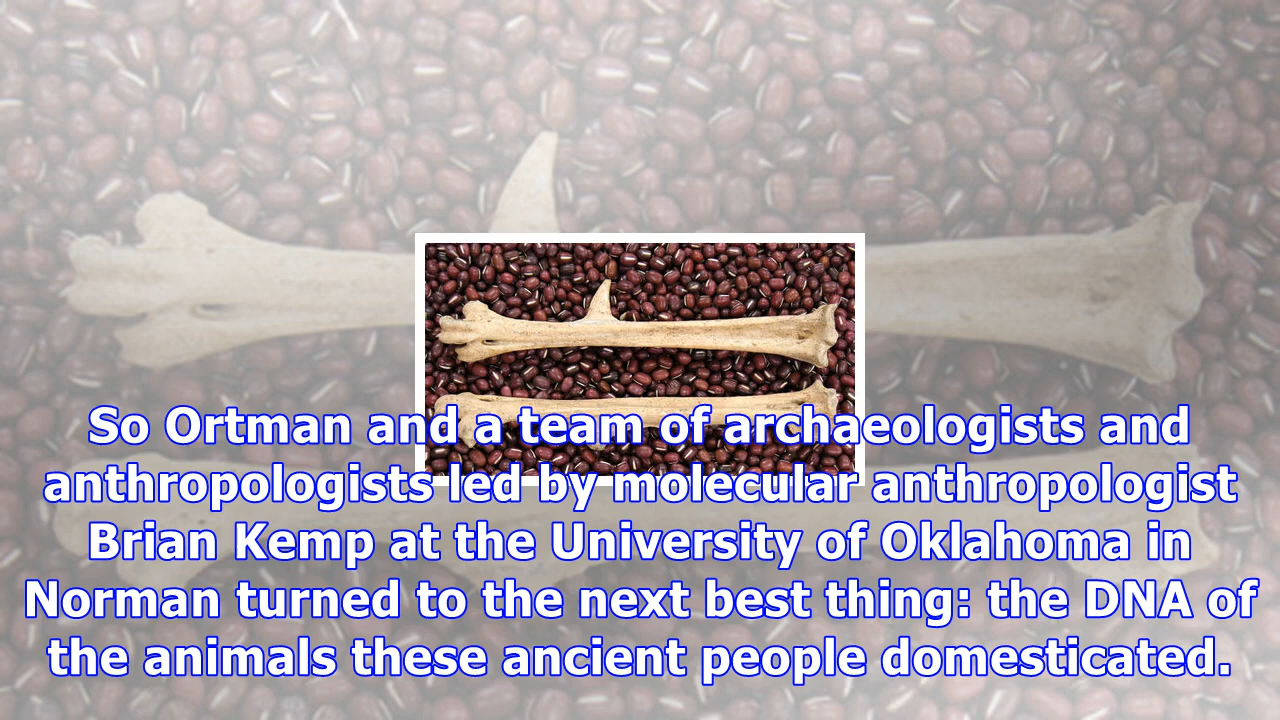 So Ortman and a team of archaeologists and
anthropologists led by molecular anthropologist
Brian Kemp at the University of Oklahoma in
Norman turned to the next best thing: the DNA of
the animals these ancient people domesticated.